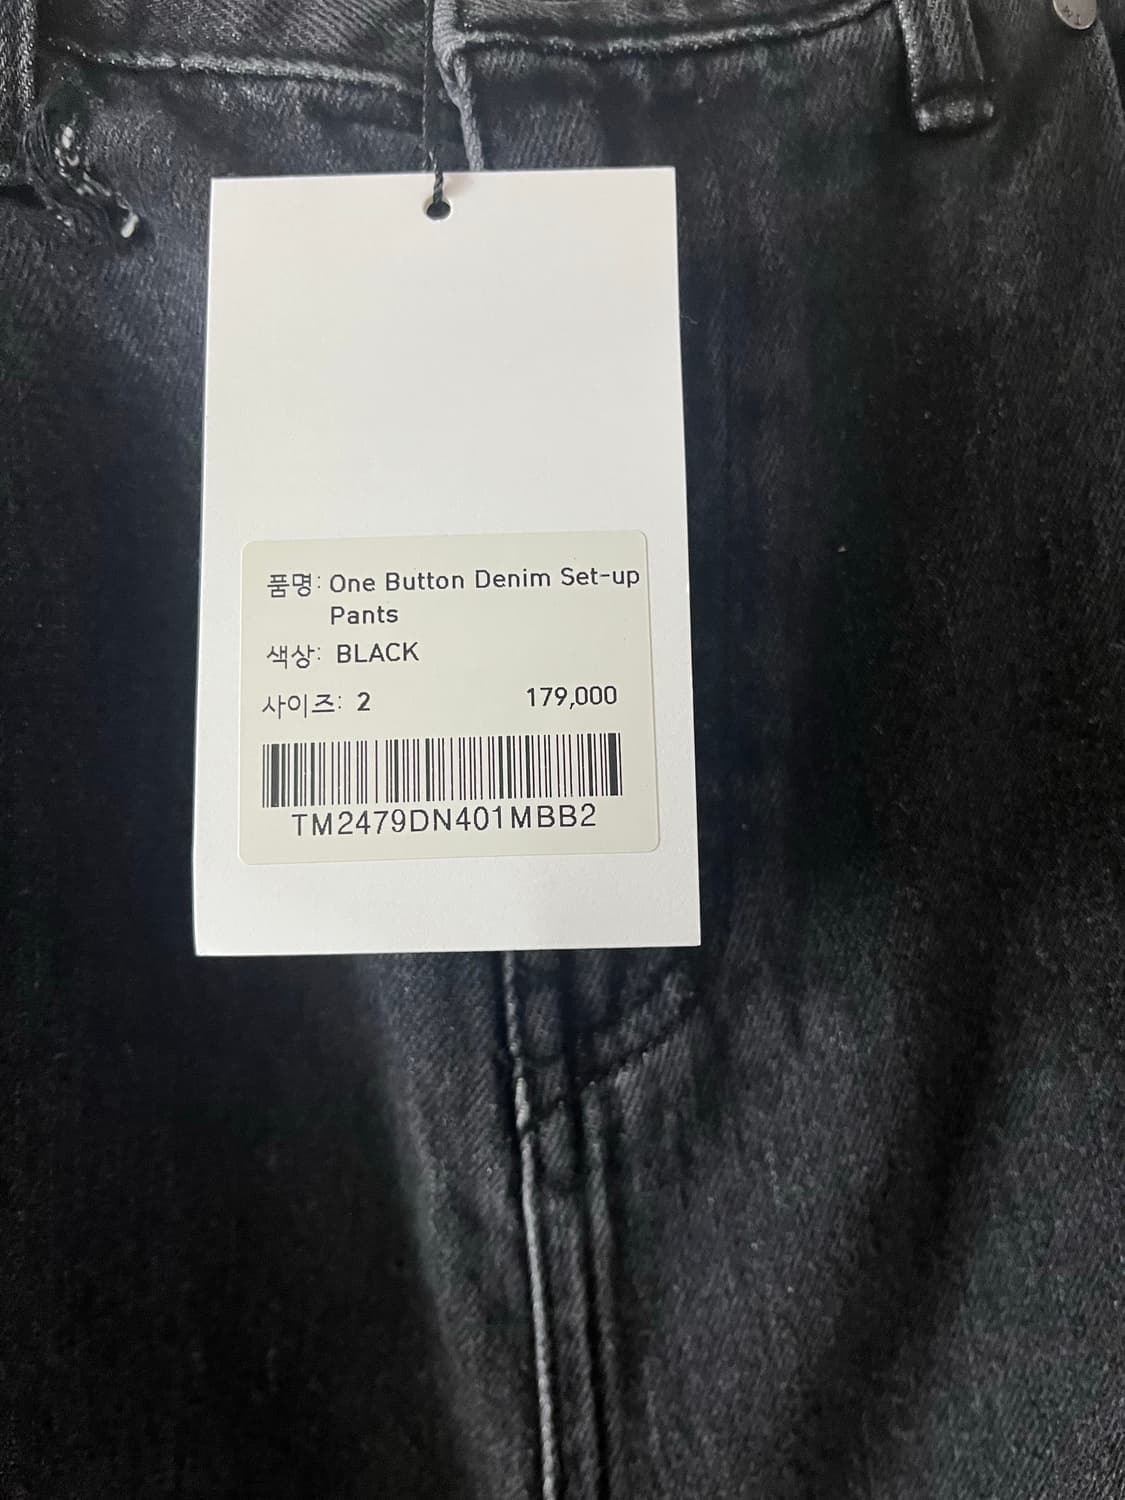 품명: One Button Denim Set-up
Pants
색상: BLACK
사이즈: 2 179,000
TM2479DN401MBB2